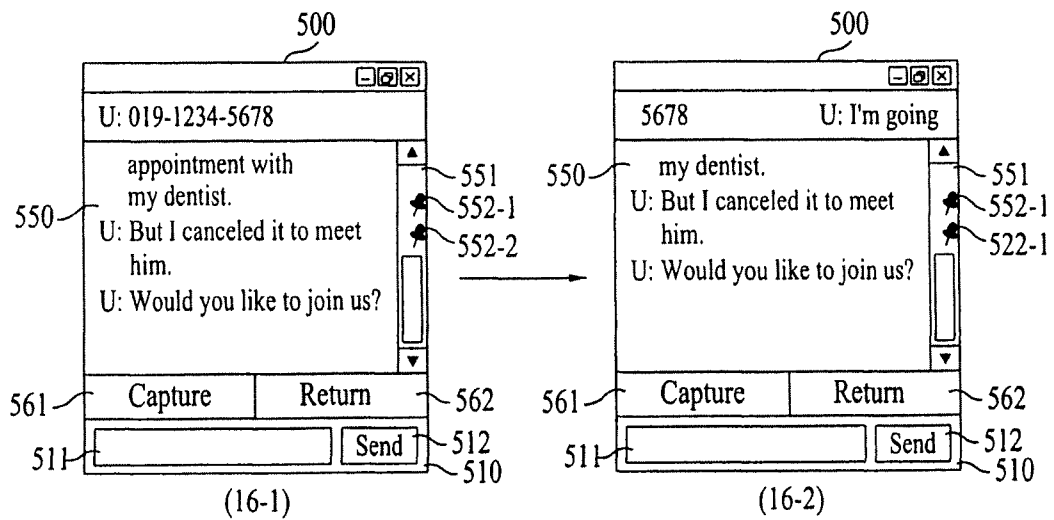 500
U: 019-1234-5678
appointment with
my dentist.
U: But I canceled it to meet
him.
U: Would you like to join us?
550
551
552-1
552-2
Capture
Return
561
562
511
Send
512
510
(16-1)
500
5678 U: I'm going
my dentist.
U: But I canceled it to meet
him.
U: Would you like to join us?
550
551
552-1
522-1
Capture
Return
561
562
511
Send
512
510
(16-2)